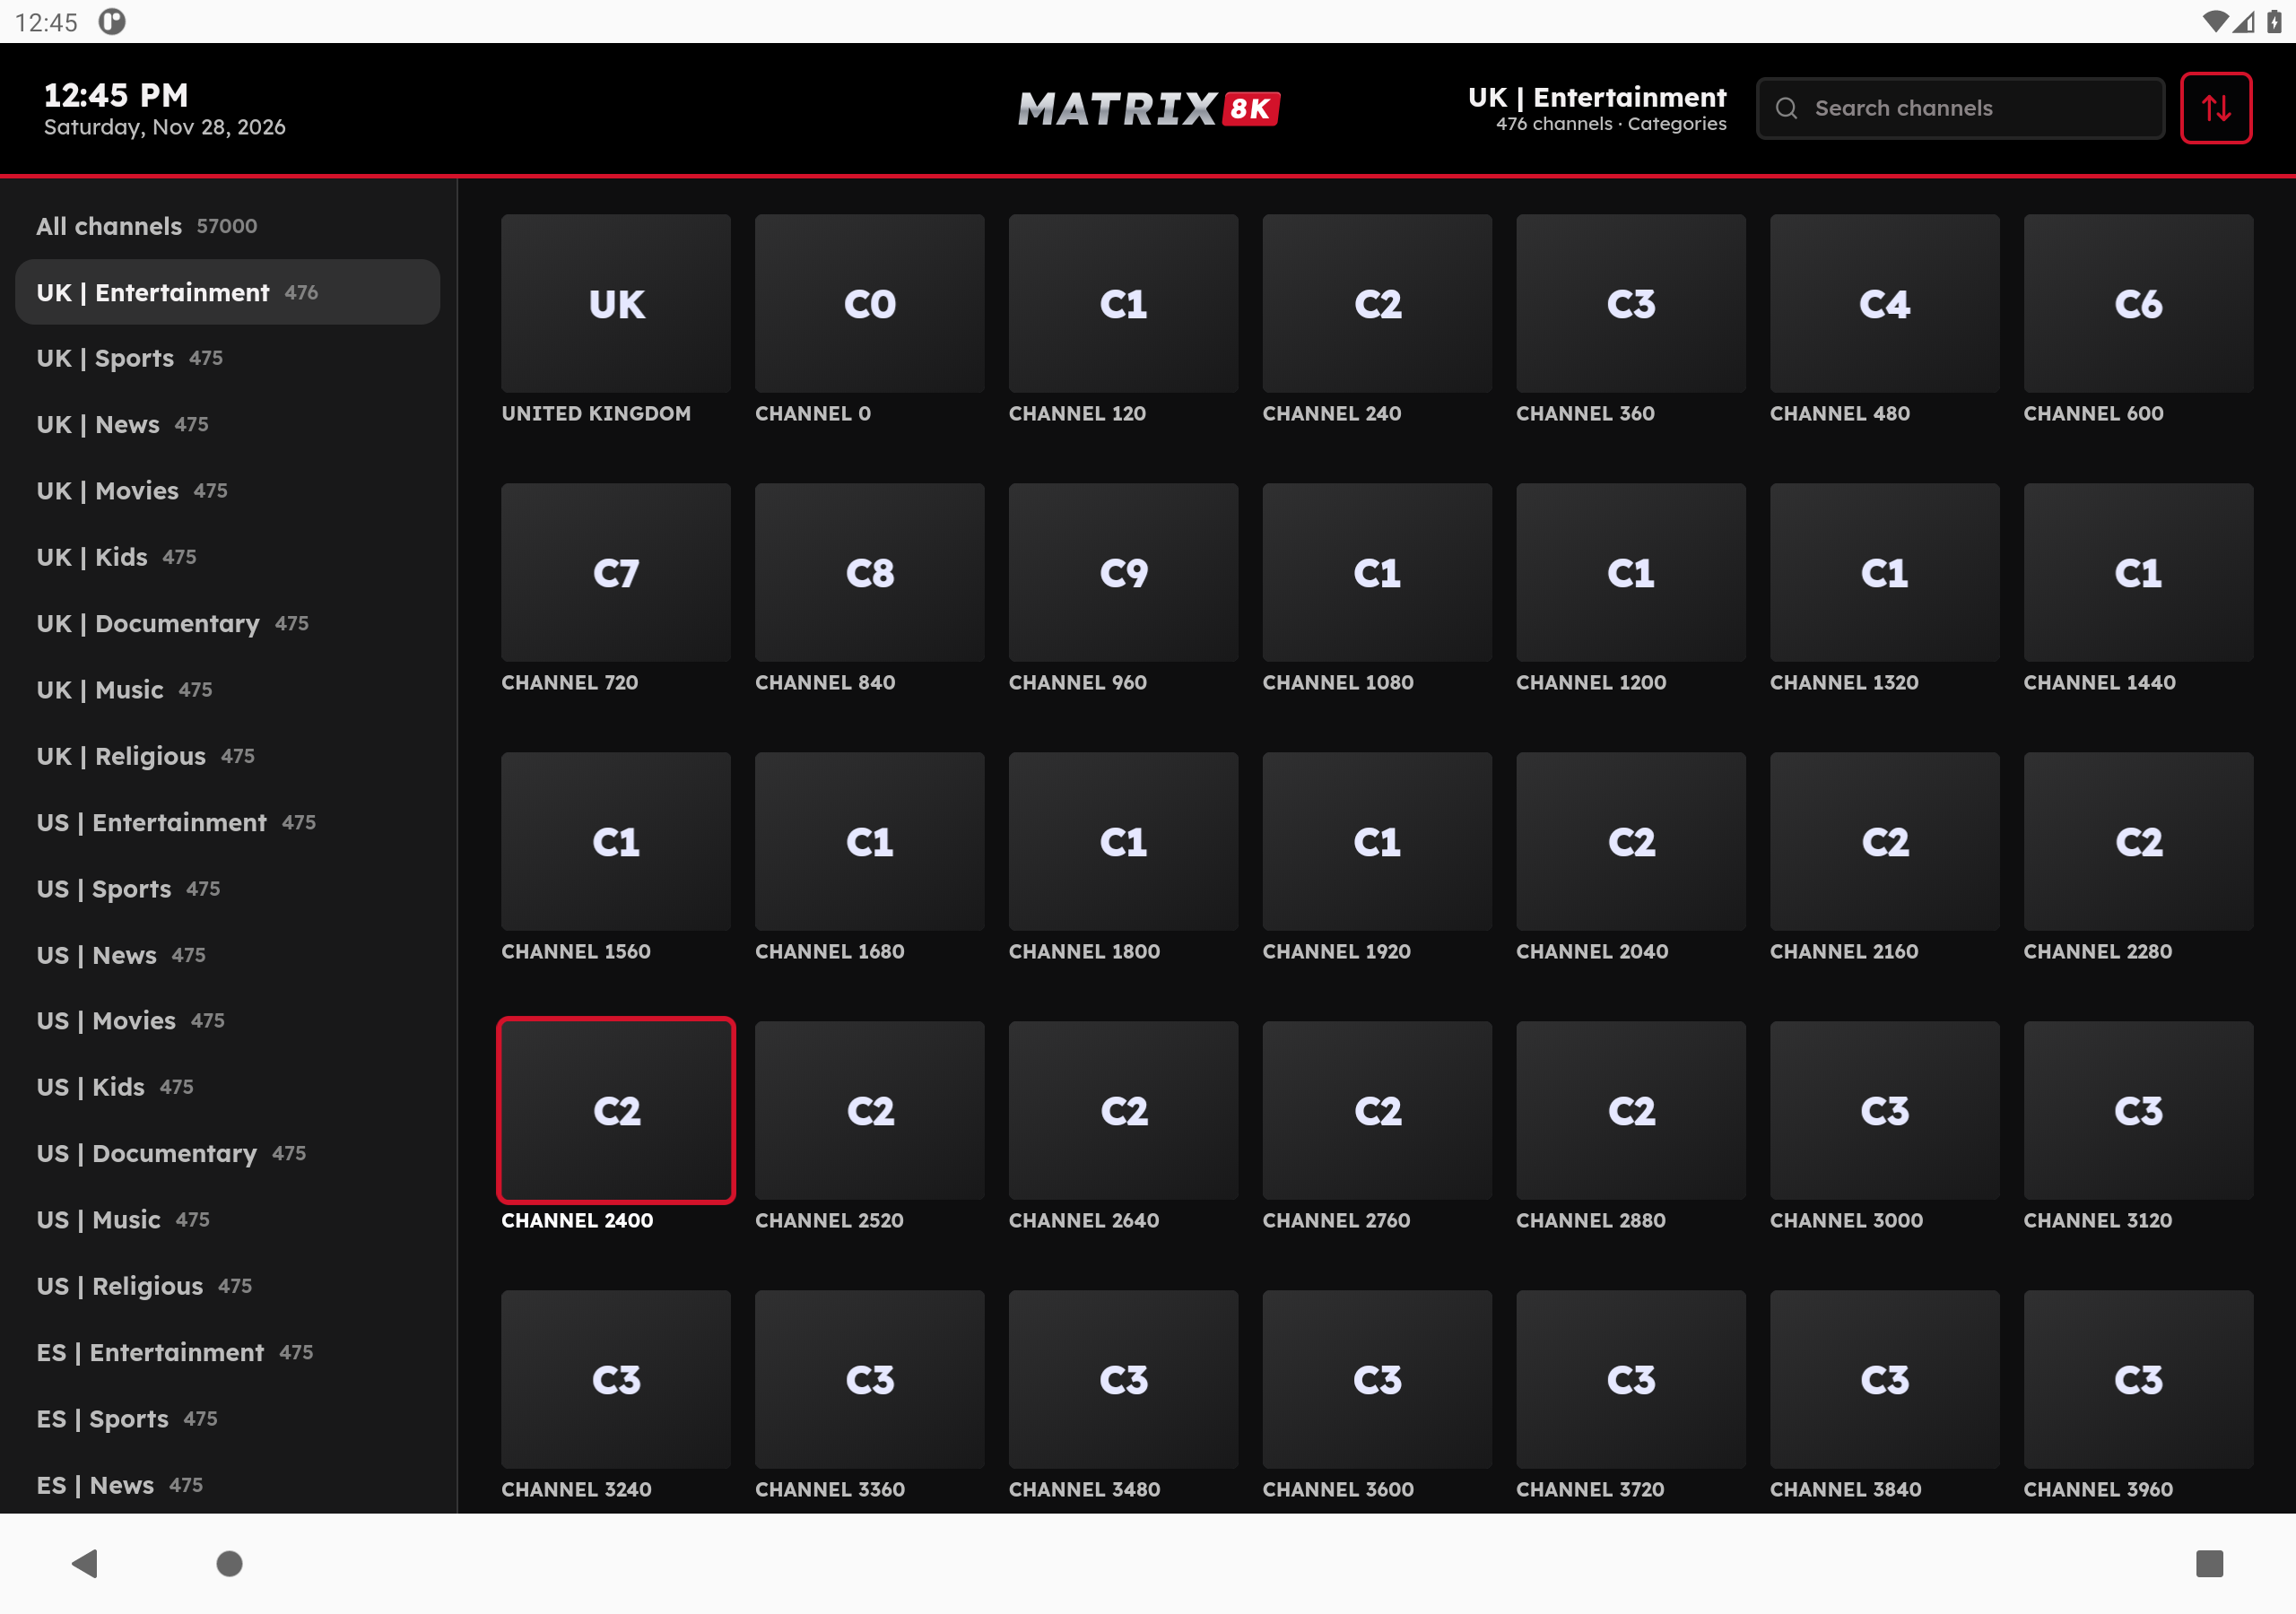 12:45
12:45 PM
Saturday, Nov 28, 2026
MATRIX 8K
UK | Entertainment
476 channels · Categories
Search channels
All channels 57000
UK | Entertainment 476
UK | Sports 475
UK | News 475
UK | Movies 475
UK | Kids 475
UK | Documentary 475
UK | Music 475
UK | Religious 475
US | Entertainment 475
US | Sports 475
US | News 475
US | Movies 475
US | Kids 475
US | Documentary 475
US | Music 475
US | Religious 475
ES | Entertainment 475
ES | Sports 475
ES | News 475
UK C0 C1 C2 C3 C4 C6
UNITED KINGDOM CHANNEL 0 CHANNEL 120 CHANNEL 240 CHANNEL 360 CHANNEL 480 CHANNEL 600
C7 C8 C9 C1 C1 C1 C1
CHANNEL 720 CHANNEL 840 CHANNEL 960 CHANNEL 1080 CHANNEL 1200 CHANNEL 1320 CHANNEL 1440
C1 C1 C1 C1 C2 C2 C2
CHANNEL 1560 CHANNEL 1680 CHANNEL 1800 CHANNEL 1920 CHANNEL 2040 CHANNEL 2160 CHANNEL 2280
C2 C2 C2 C2 C2 C3 C3
CHANNEL 2400 CHANNEL 2520 CHANNEL 2640 CHANNEL 2760 CHANNEL 2880 CHANNEL 3000 CHANNEL 3120
C3 C3 C3 C3 C3 C3 C3
CHANNEL 3240 CHANNEL 3360 CHANNEL 3480 CHANNEL 3600 CHANNEL 3720 CHANNEL 3840 CHANNEL 3960